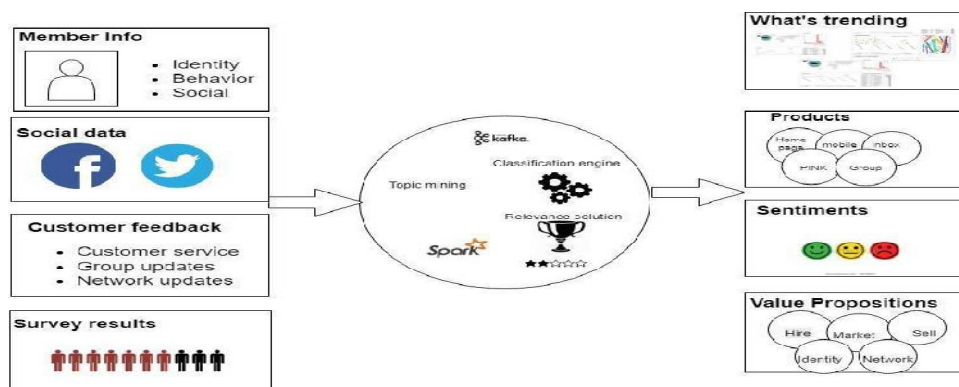 Member Info
Identity
Behavior
Social
Social data
Customer feedback
Customer service
Group updates
Network updates
Survey results
kafka
Classification engine
Topic mining
Relevance solution
Spark
What's trending
Products
Home page
mobile
Inbox
Group
Sentiments
Value Propositions
Hire
Market
Sell
Identity
Network